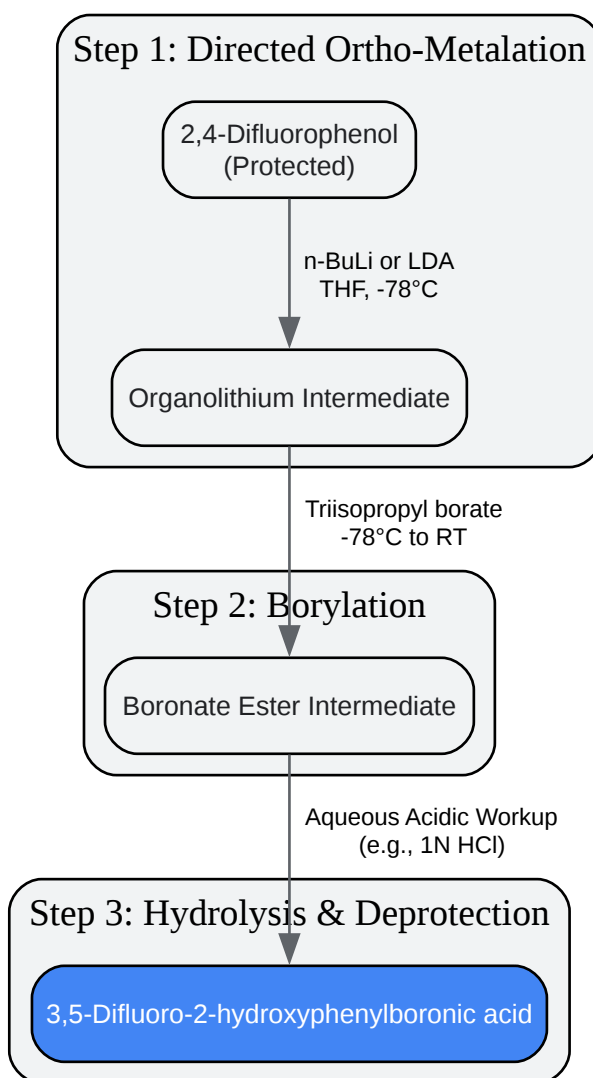 Step 1: Directed Ortho-Metalation
2,4-Difluorophenol
(Protected)
n-BuLi or LDA
THF, -78°C
Organolithium Intermediate
Triisopropyl borate
-78°C to RT
Step 2: Borylation
Boronate Ester Intermediate
Aqueous Acidic Workup
(e.g., 1N HCl)
Step 3: Hydrolysis & Deprotection
3,5-Difluoro-2-hydroxyphenylboronic acid